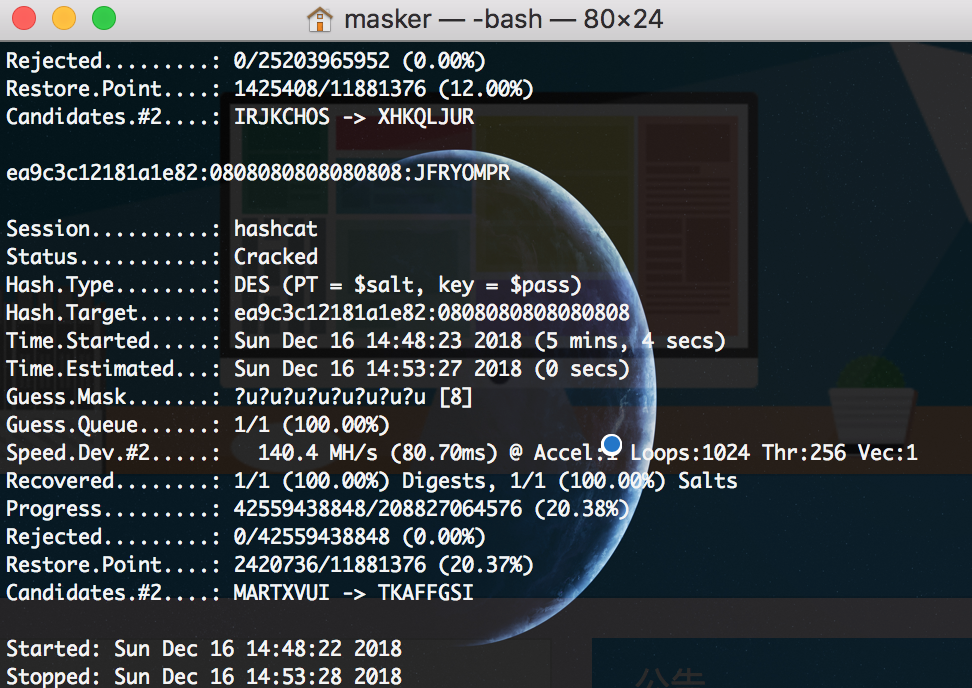 masker — -bash — 80×24
Rejected.........: 0/25203965952 (0.00%)
Restore.Point....: 1425408/11881376 (12.00%)
Candidates.#2....: IRJKCHOS -> XHKQLJUR
ea9c3c12181a1e82:0808080808080808:JFRYOMPR
Session..........: hashcat
Status...........: Cracked
Hash.Type........: DES (PT = $salt, key = $pass)
Hash.Target......: ea9c3c12181a1e82:0808080808080808
Time.Started.....: Sun Dec 16 14:48:23 2018 (5 mins, 4 secs)
Time.Estimated...: Sun Dec 16 14:53:27 2018 (0 secs)
Guess.Mask.......: ?u?u?u?u?u?u?u?u [8]
Guess.Queue......: 1/1 (100.00%)
Speed.Dev.#2.....:   140.4 MH/s (80.70ms) @ Accel:1 Loops:1024 Thr:256 Vec:1
Recovered........: 1/1 (100.00%) Digests, 1/1 (100.00%) Salts
Progress.........: 42559438848/208827064576 (20.38%)
Rejected.........: 0/42559438848 (0.00%)
Restore.Point....: 2420736/11881376 (20.37%)
Candidates.#2....: MARTXVUI -> TKAFFGSI
Started: Sun Dec 16 14:48:22 2018
Stopped: Sun Dec 16 14:53:28 2018
公告